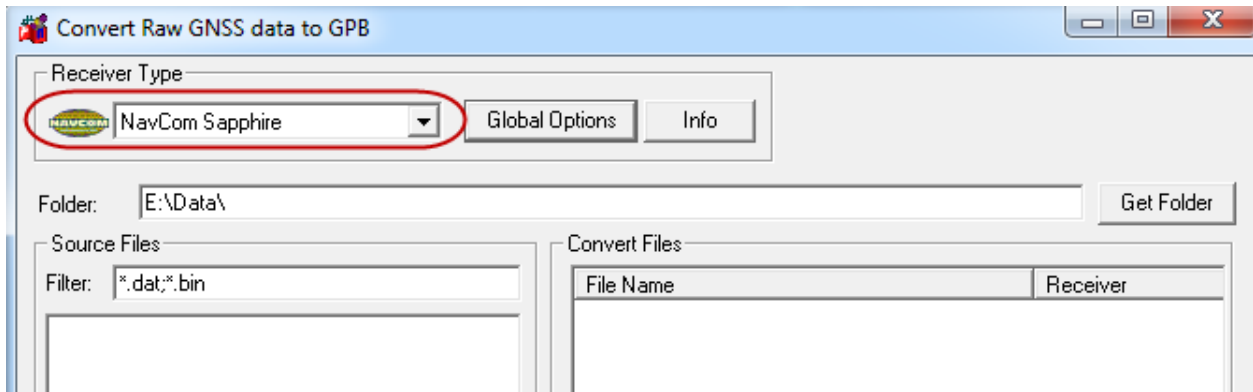 Convert Raw GNSS data to GPB
Receiver Type
NAVCOM NavCom Sapphire Global Options Info
Folder: E:\Data\ Get Folder
Source Files Convert Files
Filter: *.dat;*.bin File Name Receiver